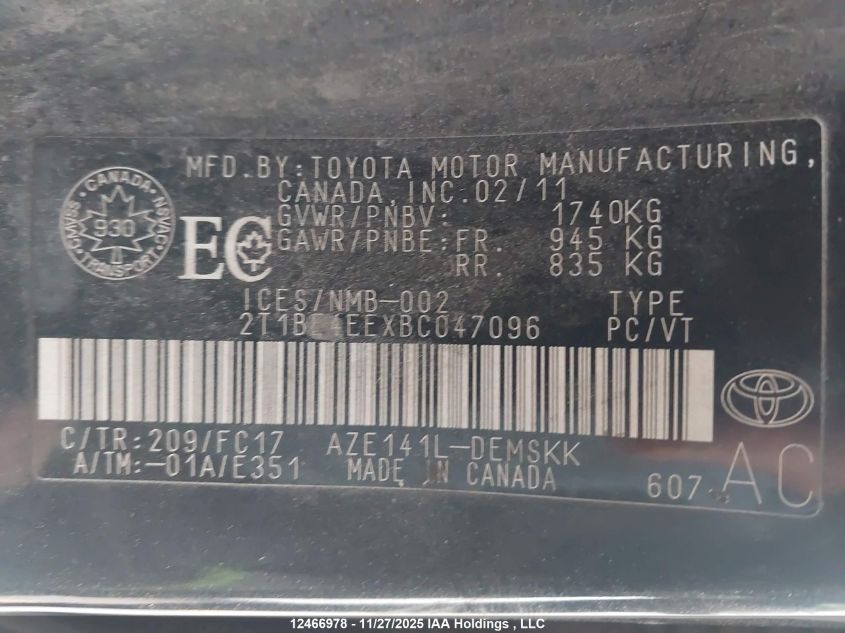 MFD.BY:TOYOTA MOTOR MANUFACTURING,
CANADA,INC.02/11
GVWR/PNBV: 1740KG
GAWR/PNBE:FR. 945 KG
RR. 835 KG
CANADA
930
TRANSPORT
EC
ICES/NMB-002 TYPE
PC/VT
C/TR:209/FC17 AZE141L-DEMSKK
A/TM:-01A/E351 MADE IN CANADA
607 AC
12466978 - 11/27/2025 IAA Holdings , LLC